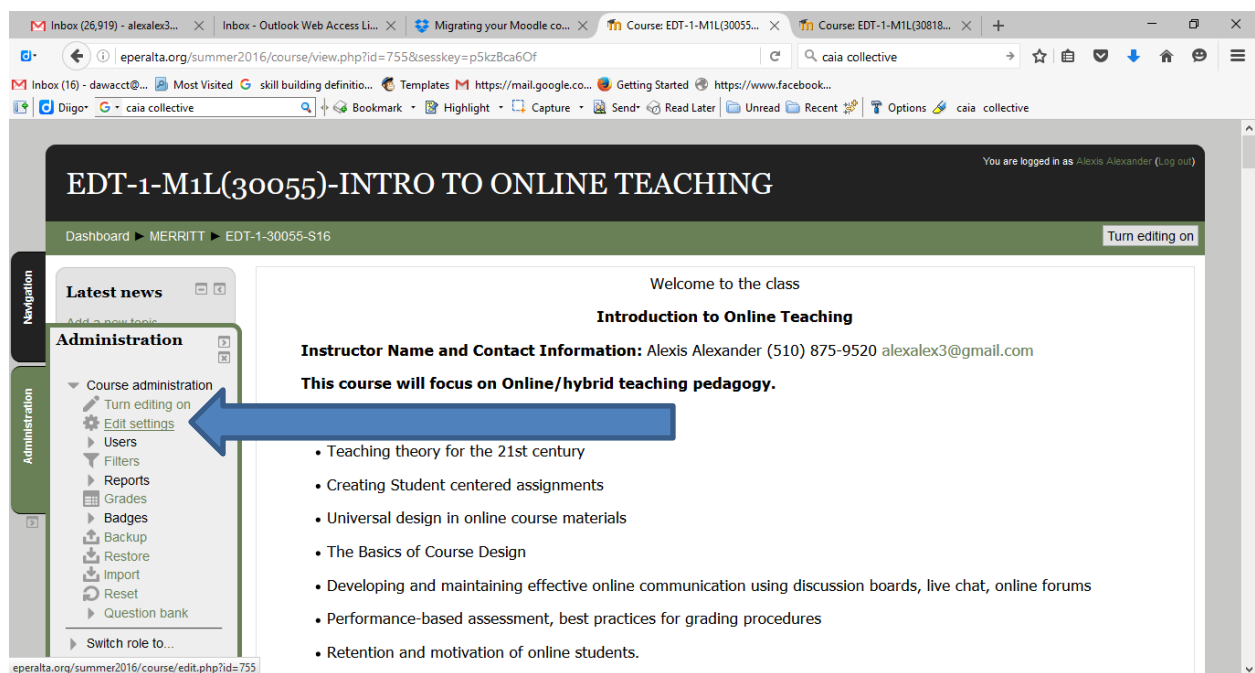 Inbox (26,919) - alexalex3... Inbox - Outlook Web Access Li... Migrating your Moodle co... Course: EDT-1-M1L(30055... Course: EDT-1-M1L(30818...
eperalta.org/summer2016/course/view.php?id=755&sesskey=p5kzBca6Of caia collective
Inbox (16) - dawacct@... Most Visited skill building definitio... Templates https://mail.google.co... Getting Started https://www.facebook...
Diigo caia collective Bookmark Highlight Capture Send Read Later Unread Recent Options caia collective
You are logged in as Alexis Alexander (Log out)
EDT-1-M1L(30055)-INTRO TO ONLINE TEACHING
Dashboard ► MERRITT ► EDT-1-30055-S16 Turn editing on
Navigation
Administration
Latest news
Add a new topic
Administration
Course administration
Turn editing on
Edit settings
Users
Filters
Reports
Grades
Badges
Backup
Restore
Import
Reset
Question bank
Switch role to...
Welcome to the class
Introduction to Online Teaching
Instructor Name and Contact Information: Alexis Alexander (510) 875-9520 alexalex3@gmail.com
This course will focus on Online/hybrid teaching pedagogy.
• Teaching theory for the 21st century
• Creating Student centered assignments
• Universal design in online course materials
• The Basics of Course Design
• Developing and maintaining effective online communication using discussion boards, live chat, online forums
• Performance-based assessment, best practices for grading procedures
• Retention and motivation of online students.
eperalta.org/summer2016/course/edit.php?id=755